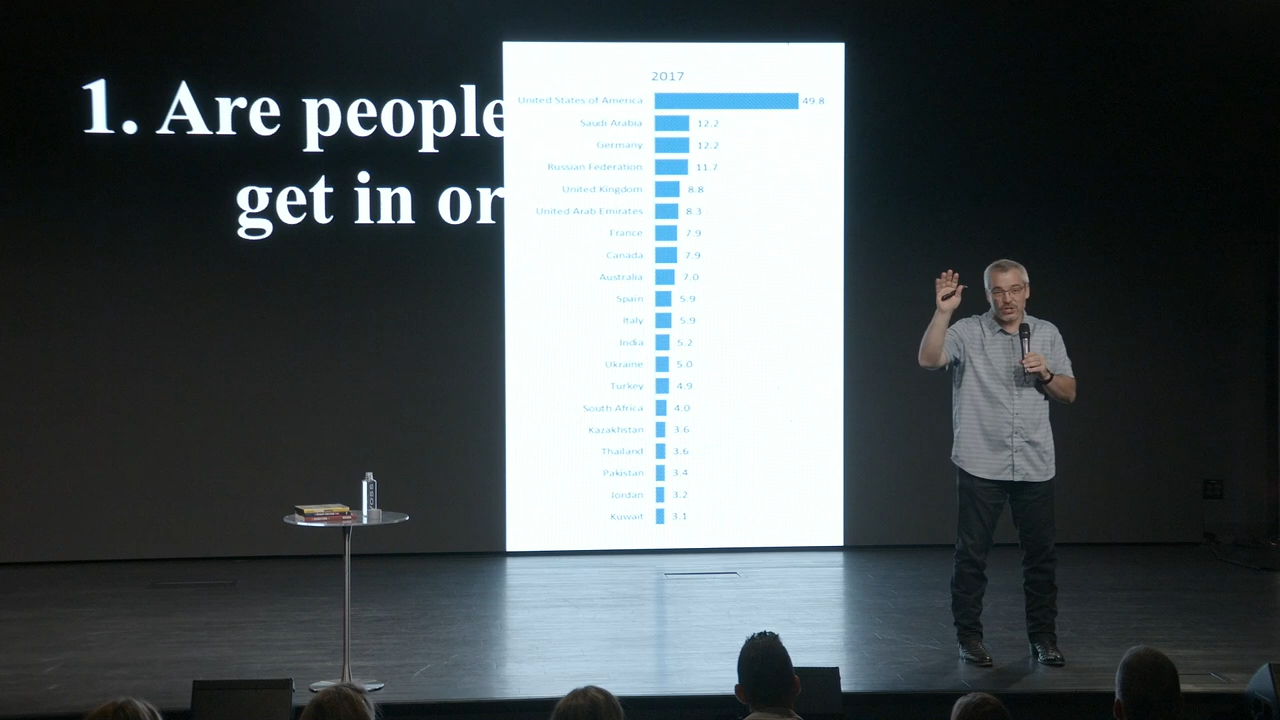 1. Are people
get in or
2017
United States of America 49.8
Saudi Arabia 12.2
Germany 12.2
Russian Federation 11.7
United Kingdom 8.8
United Arab Emirates 8.3
France 7.9
Canada 7.9
Australia 7.0
Spain 5.9
Italy 5.9
India 5.2
Ukraine 5.0
Turkey 4.9
South Africa 4.0
Kazakhstan 3.6
Thailand 3.6
Pakistan 3.4
Jordan 3.2
Kuwait 3.1
VOSS